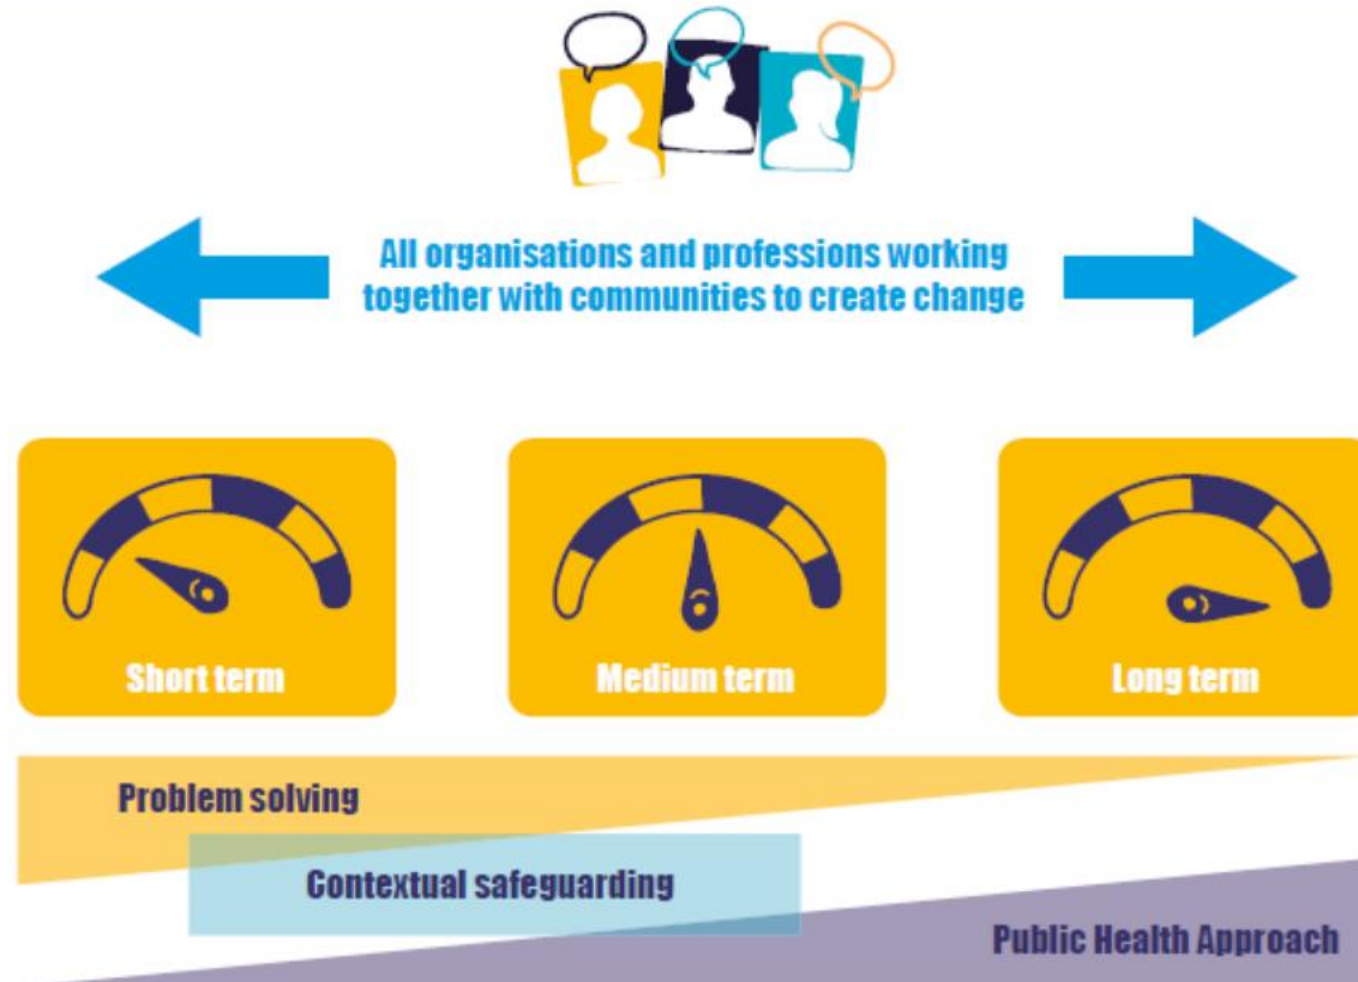 All organisations and professions working
together with communities to create change
Short term
Medium term
Long term
Problem solving
Contextual safeguarding
Public Health Approach